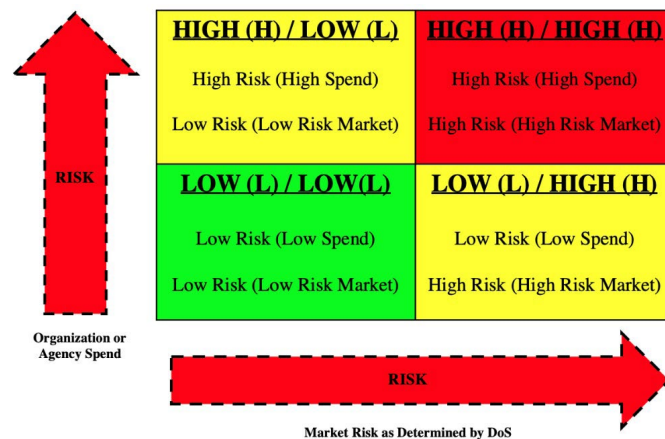 HIGH (H) / LOW (L)
High Risk (High Spend)
Low Risk (Low Risk Market)
HIGH (H) / HIGH (H)
High Risk (High Spend)
High Risk (High Risk Market)
RISK
LOW (L) / LOW(L)
Low Risk (Low Spend)
Low Risk (Low Risk Market)
LOW (L) / HIGH (H)
Low Risk (Low Spend)
High Risk (High Risk Market)
Organization or
Agency Spend
RISK
Market Risk as Determined by DoS